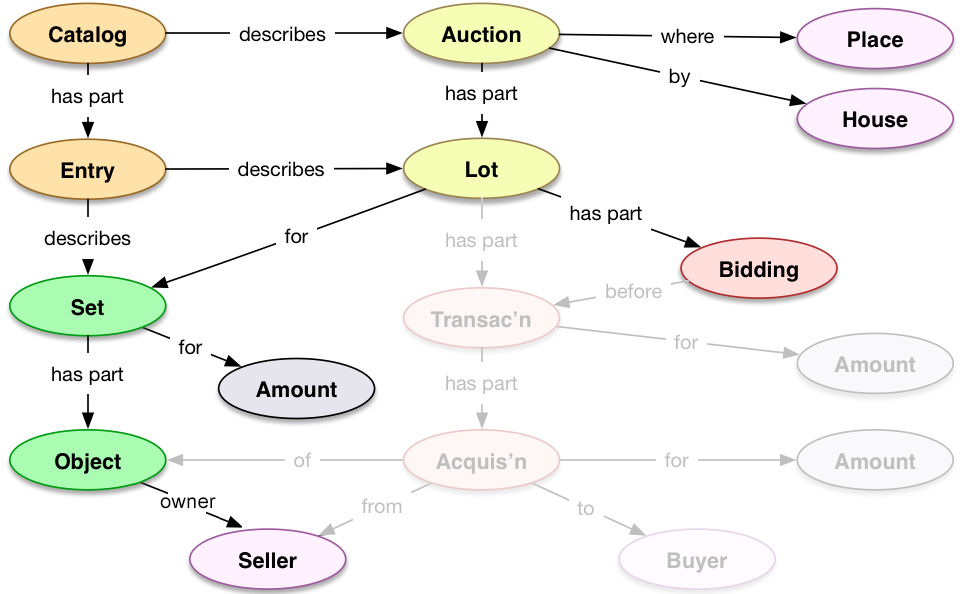 Catalog
describes
Auction
where
Place
by
has part
has part
House
Entry
describes
Lot
for
has part
describes
has part
Bidding
before
Set
Transac'n
for
for
has part
Amount
has part
Amount
Object
of
Acquis'n
for
Amount
owner
from
to
Seller
Buyer